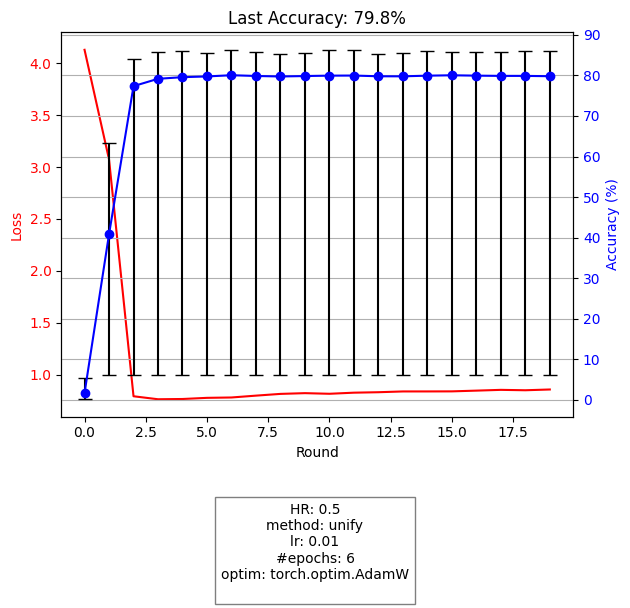 Last Accuracy: 79.8%
4.0
3.5
3.0
2.5
2.0
1.5
1.0
Loss
90
80
70
60
50
40
30
20
10
0
Accuracy (%)
0.0 2.5 5.0 7.5 10.0 12.5 15.0 17.5
Round
HR: 0.5
method: unify
lr: 0.01
#epochs: 6
optim: torch.optim.AdamW